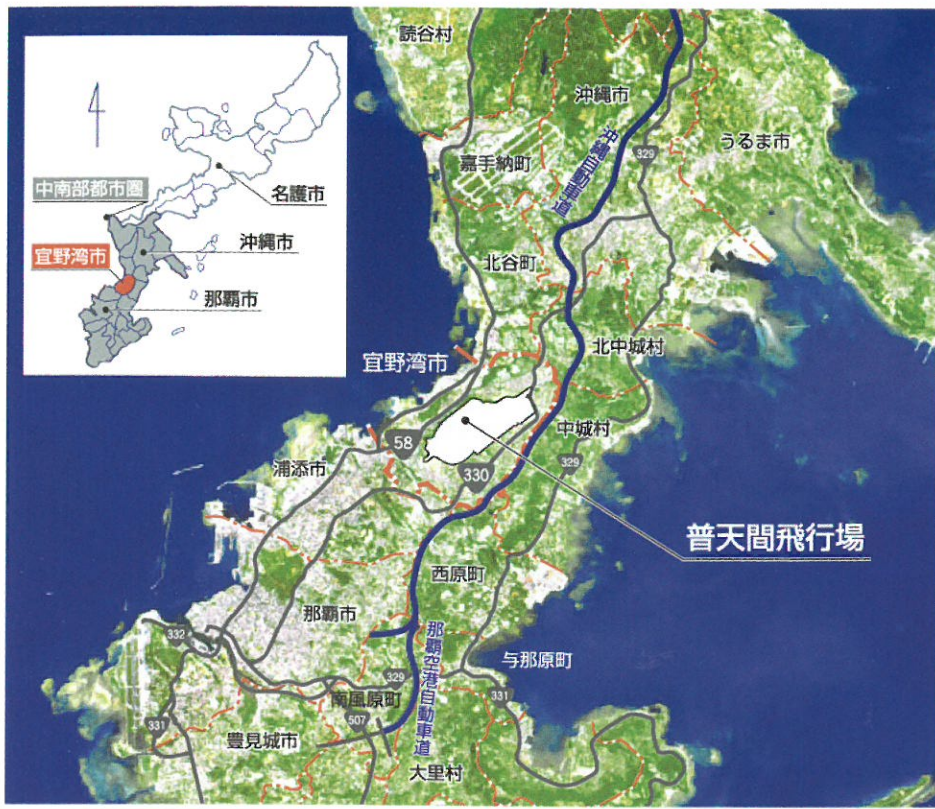 中南部都市圏
名護市
沖縄市
宜野湾市
那覇市
読谷村
沖縄市
沖縄自動車道
329
うるま市
嘉手納町
北谷町
北中城村
宜野湾市
中城村
58
330
329
浦添市
普天間飛行場
西原町
那覇市
332
那覇空港自動車道
与那原町
329
南風原町
331
331
507
豊見城市
大里村